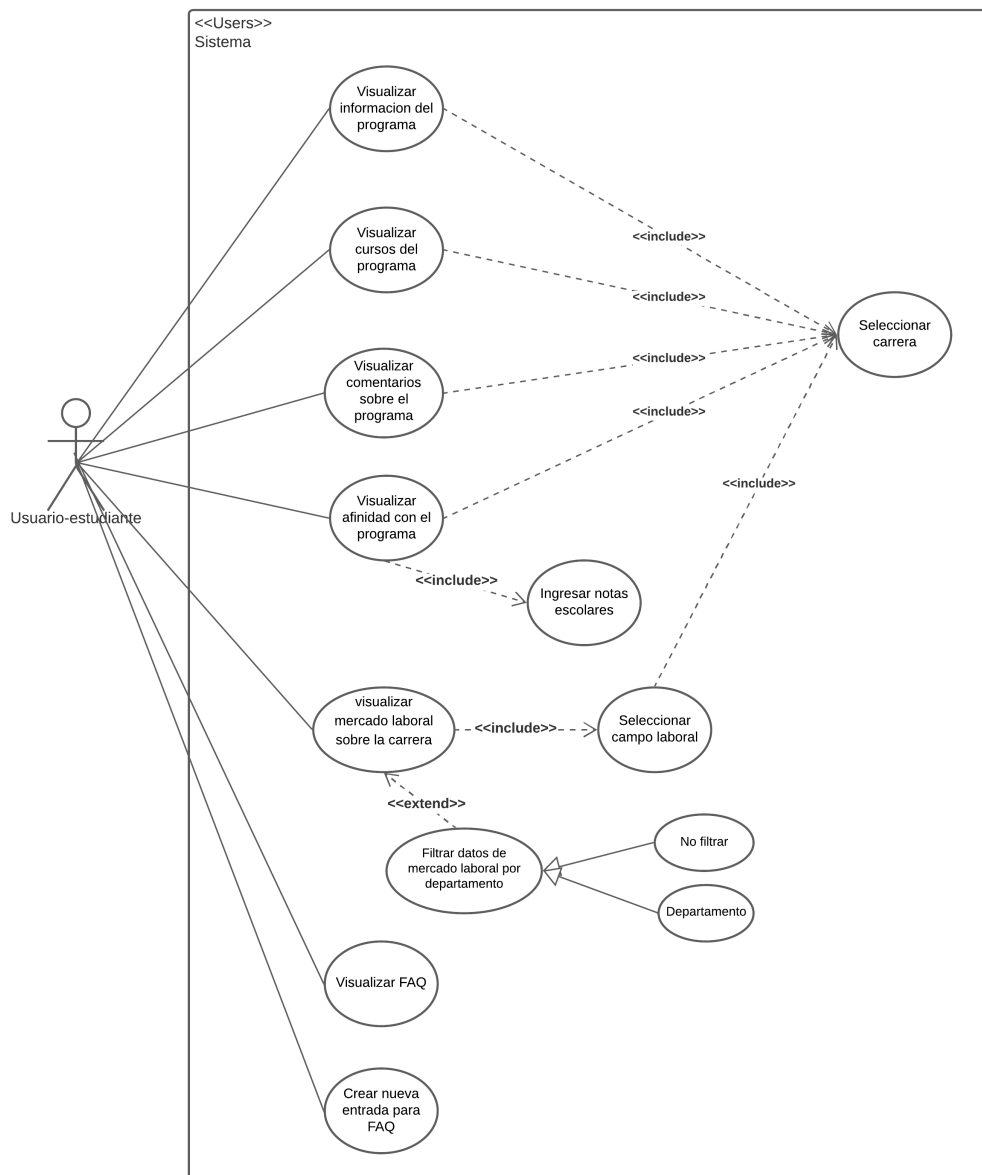 <<Users>>
Sistema
Visualizar
informacion del
programa
<<include>>
Visualizar
cursos del
programa
<<include>>
Seleccionar
carrera
Visualizar
comentarios
sobre el
programa
<<include>>
<<include>>
Usuario-estudiante
Visualizar
afinidad con el
programa
<<include>>
<<include>>
Ingresar notas
escolares
visualizar
mercado laboral
sobre la carrera
<<include>>
Seleccionar
campo laboral
<<extend>>
Filtrar datos de
mercado laboral por
departamento
No filtrar
Departamento
Visualizar FAQ
Crear nueva
entrada para
FAQ